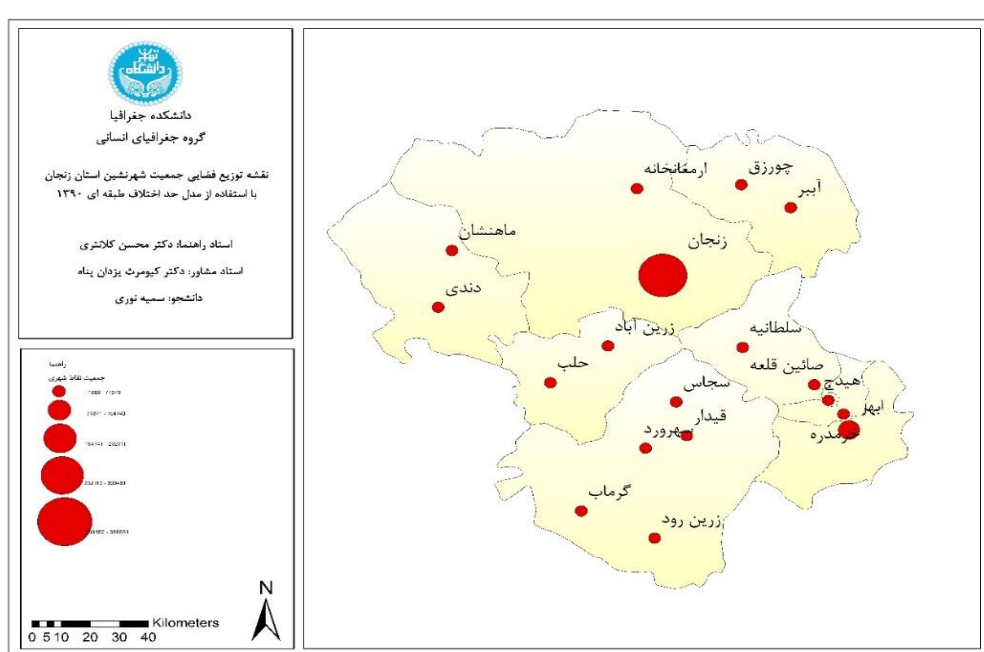 دانشگاه
تهران
دانشکده جغرافیا
گروه جغرافیای انسانی
نقشه توزیع فضایی جمعیت شهرنشین استان زنجان
با استفاده از مدل حد اختلاف طبقه ای ۱۳۹۰
استاد راهنما: دکتر محسن کلانتری
استاد مشاور: دکتر کیومرث یزدان پناه
دانشجو: سمیه نوری
راهنما
جمعیت نقاط شهری
N
Kilometers
0 5 10 20 30 40
ارمغانخانه
چورزق
آببر
ماهنشان
زنجان
دندی
زرین آباد
سلطانیه
حلب
صائین قلعه
هیدج
سجاس
ابهر
قیدار
سهرورد
خرمدره
گرماب
زرین رود